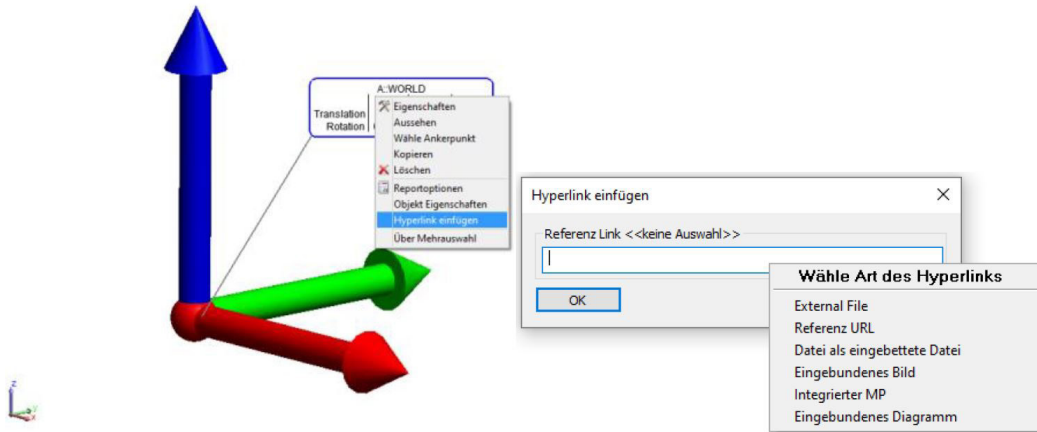 A::WORLD
Translation
Rotation
Eigenschaften
Aussehen
Wähle Ankerpunkt
Kopieren
Löschen
Reportoptionen
Objekt Eigenschaften
Hyperlink einfügen
Über Mehrauswahl
Hyperlink einfügen
Referenz Link <<keine Auswahl>>
OK
Wähle Art des Hyperlinks
External File
Referenz URL
Datei als eingebettete Datei
Eingebundenes Bild
Integrierter MP
Eingebundenes Diagramm
z
y
x